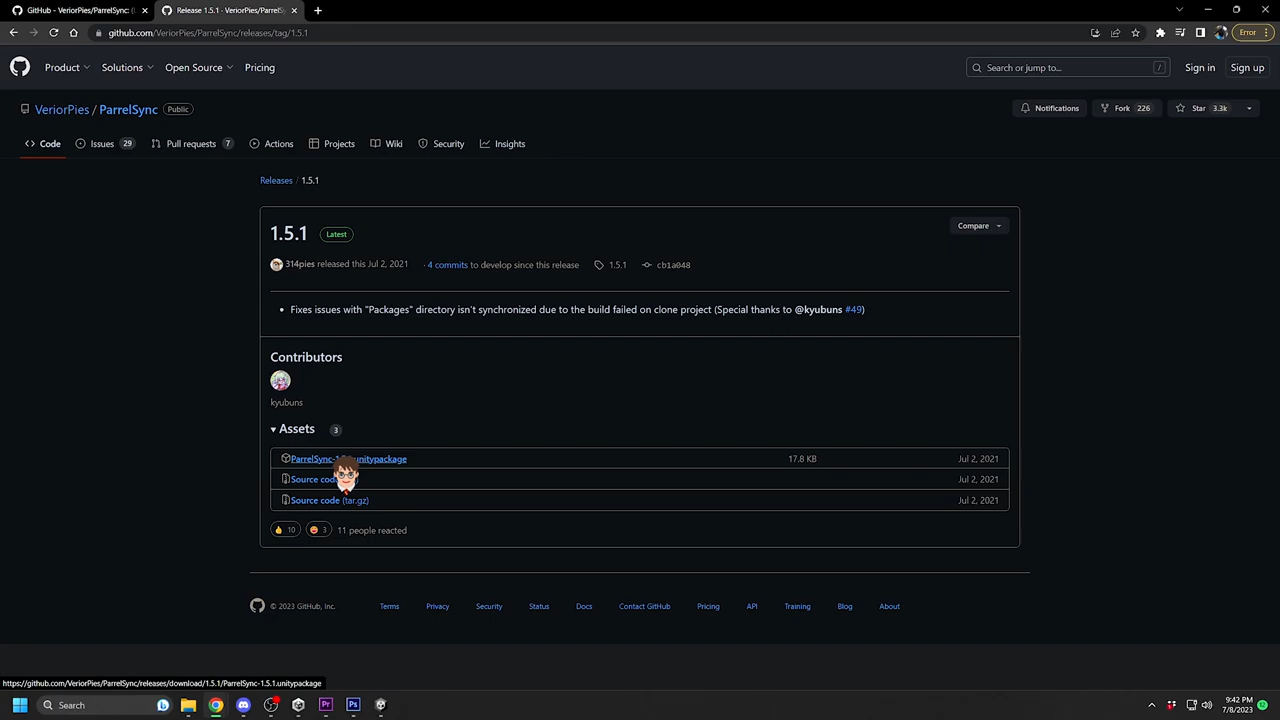 GitHub - VeriorPies/ParrelSync: (
Release 1.5.1 · VeriorPies/ParrelS
github.com/VeriorPies/ParrelSync/releases/tag/1.5.1
Error
Product
Solutions
Open Source
Pricing
Search or jump to...
/
Sign in
Sign up
VeriorPies / ParrelSync
Public
Notifications
Fork 226
Star 3.3k
Code
Issues 29
Pull requests 7
Actions
Projects
Wiki
Security
Insights
Releases / 1.5.1
1.5.1
Latest
Compare
314pies released this Jul 2, 2021
· 4 commits to develop since this release
1.5.1
cb1a048
• Fixes issues with "Packages" directory isn't synchronized due to the build failed on clone project (Special thanks to @kyubuns #49)
Contributors
kyubuns
Assets 3
ParrelSync-1 unitypackage
17.8 KB
Jul 2, 2021
Source
Jul 2, 2021
Source code (tar.gz)
Jul 2, 2021
10
3
11 people reacted
© 2023 GitHub, Inc.
Terms
Privacy
Security
Status
Docs
Contact GitHub
Pricing
API
Training
Blog
About
https://github.com/VeriorPies/ParrelSync/releases/download/1.5.1/ParrelSync-1.5.1.unitypackage
Search
Pr
Ps
9:42 PM
7/8/2023
12